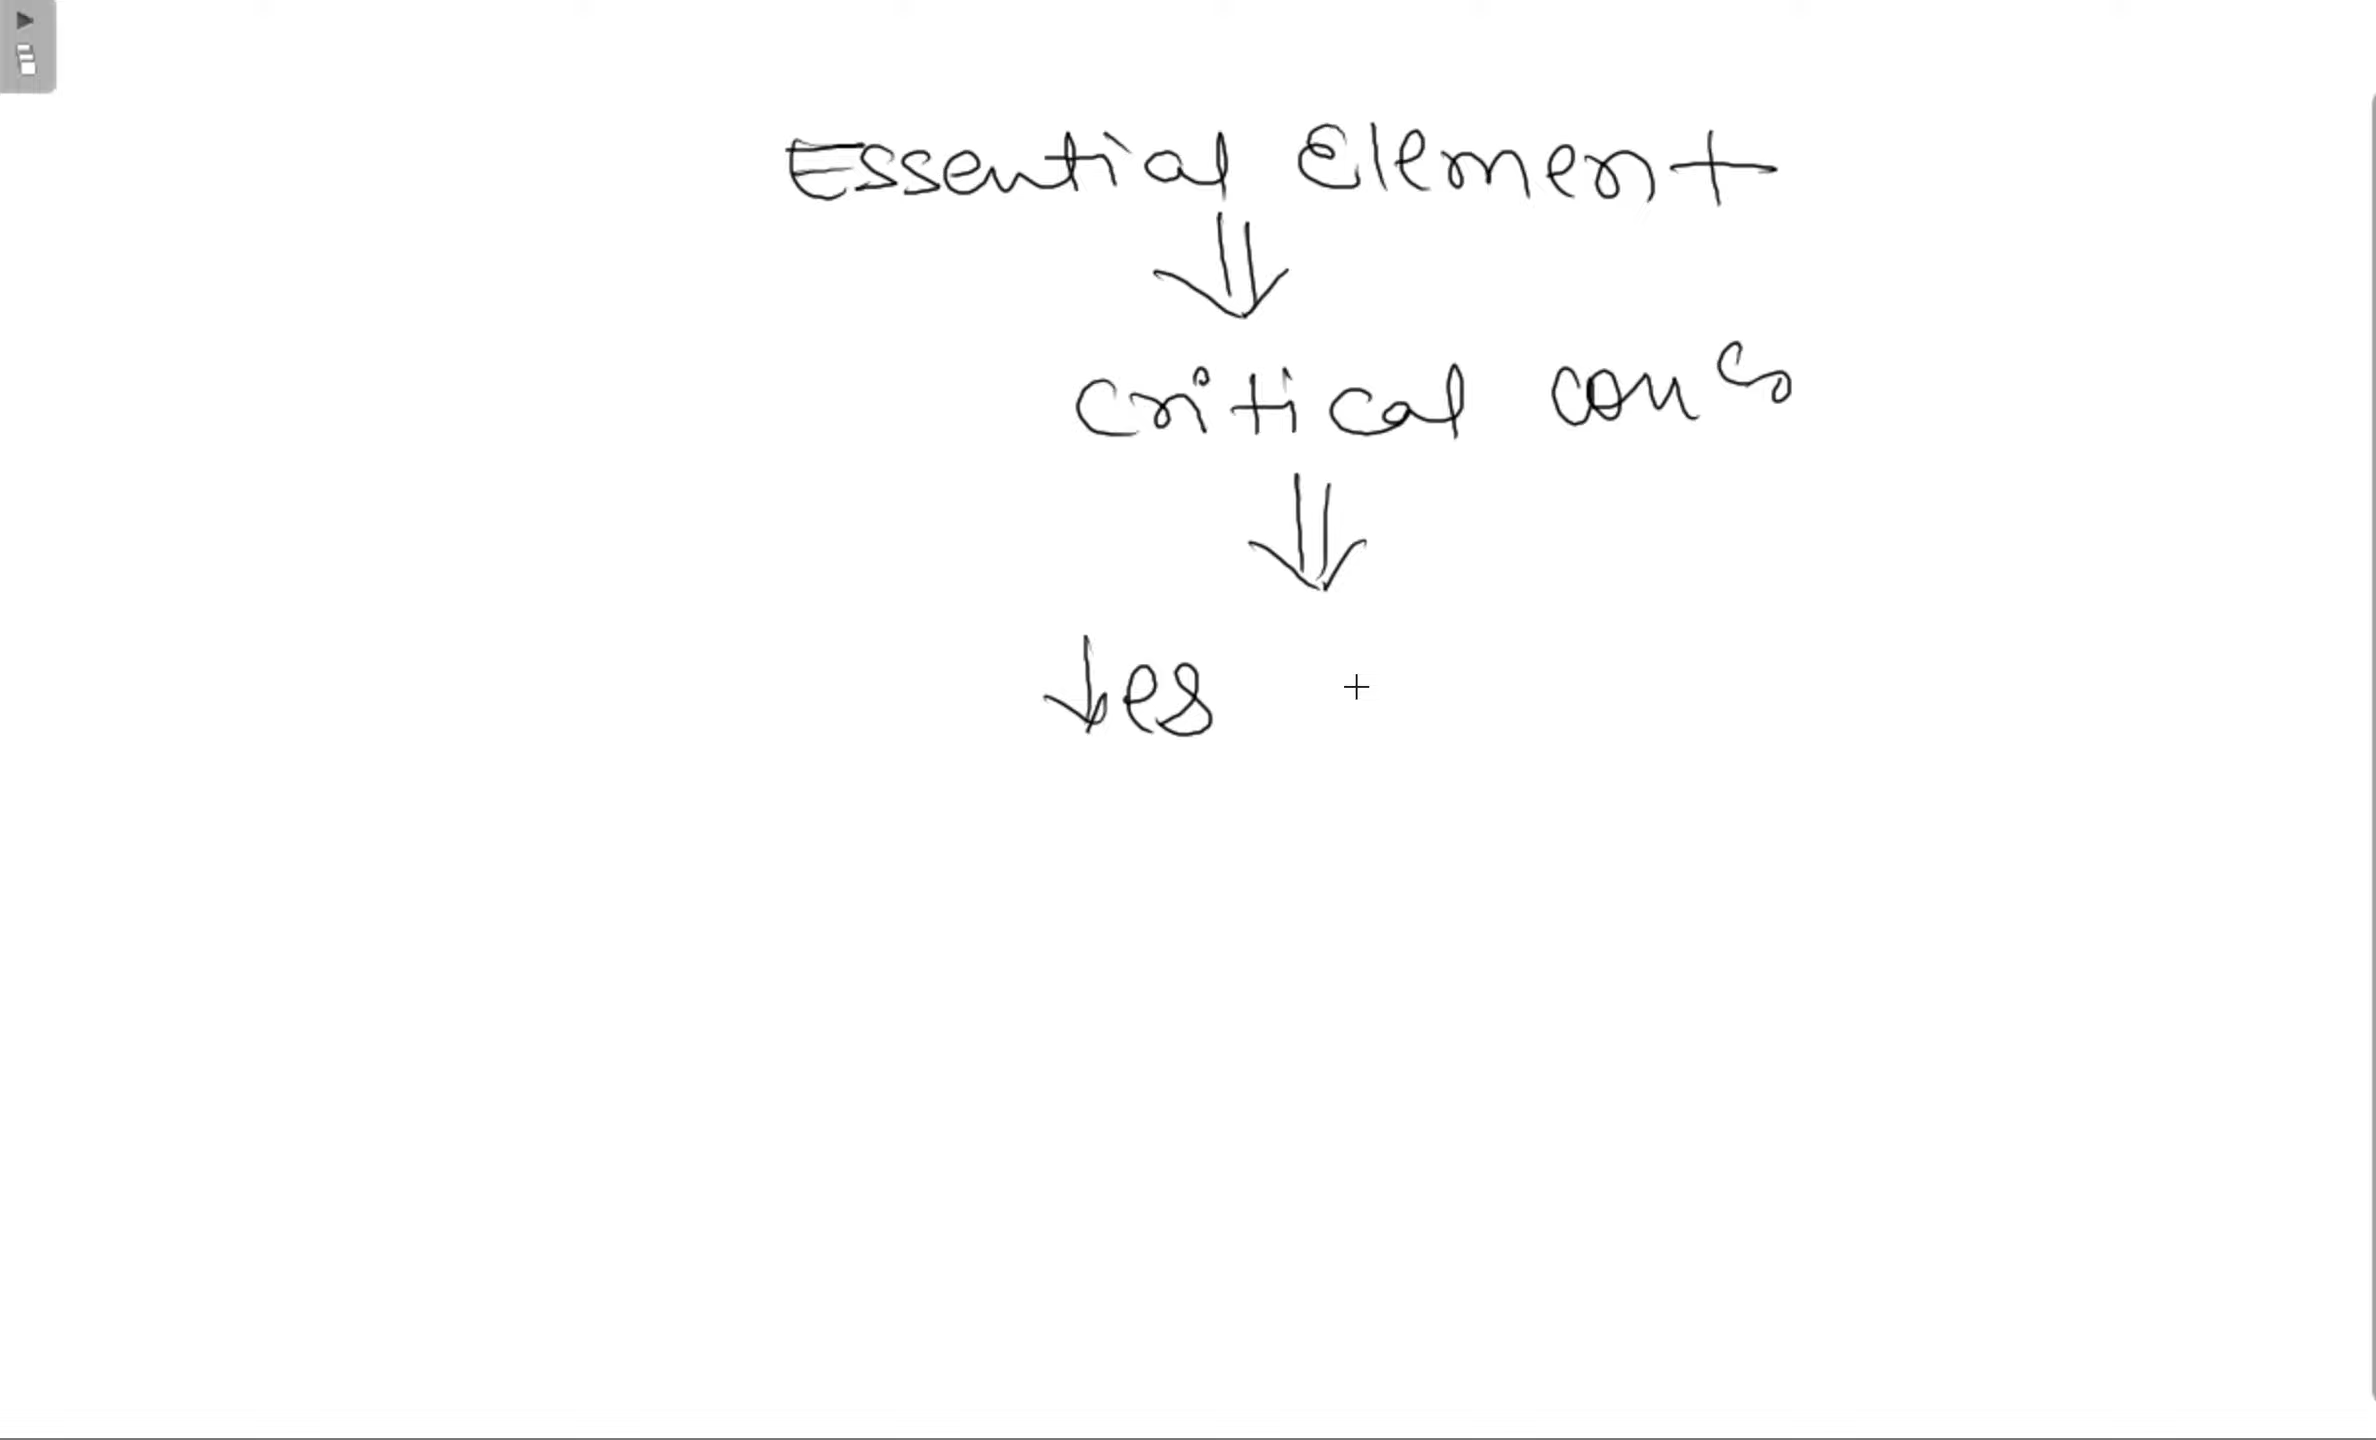 Essential Element
⇓
Critical conc
⇓
↓es